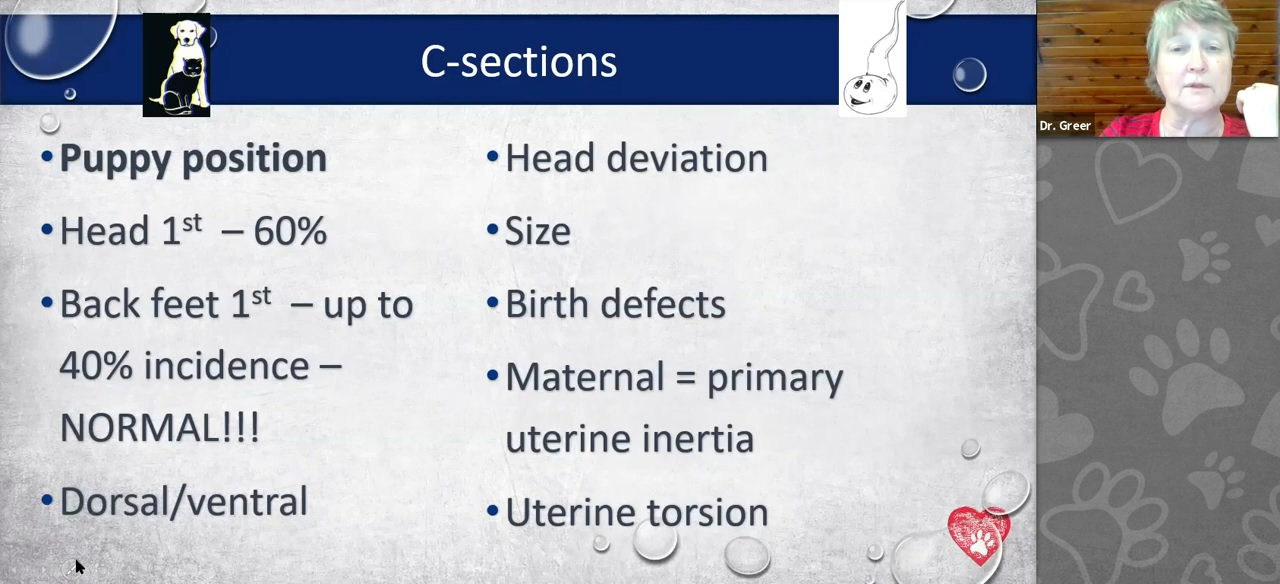 C-sections
Dr. Greer
•Puppy position
•Head 1st – 60%
•Back feet 1st – up to
40% incidence –
NORMAL!!!
•Dorsal/ventral
•Head deviation
•Size
•Birth defects
•Maternal = primary
uterine inertia
•Uterine torsion